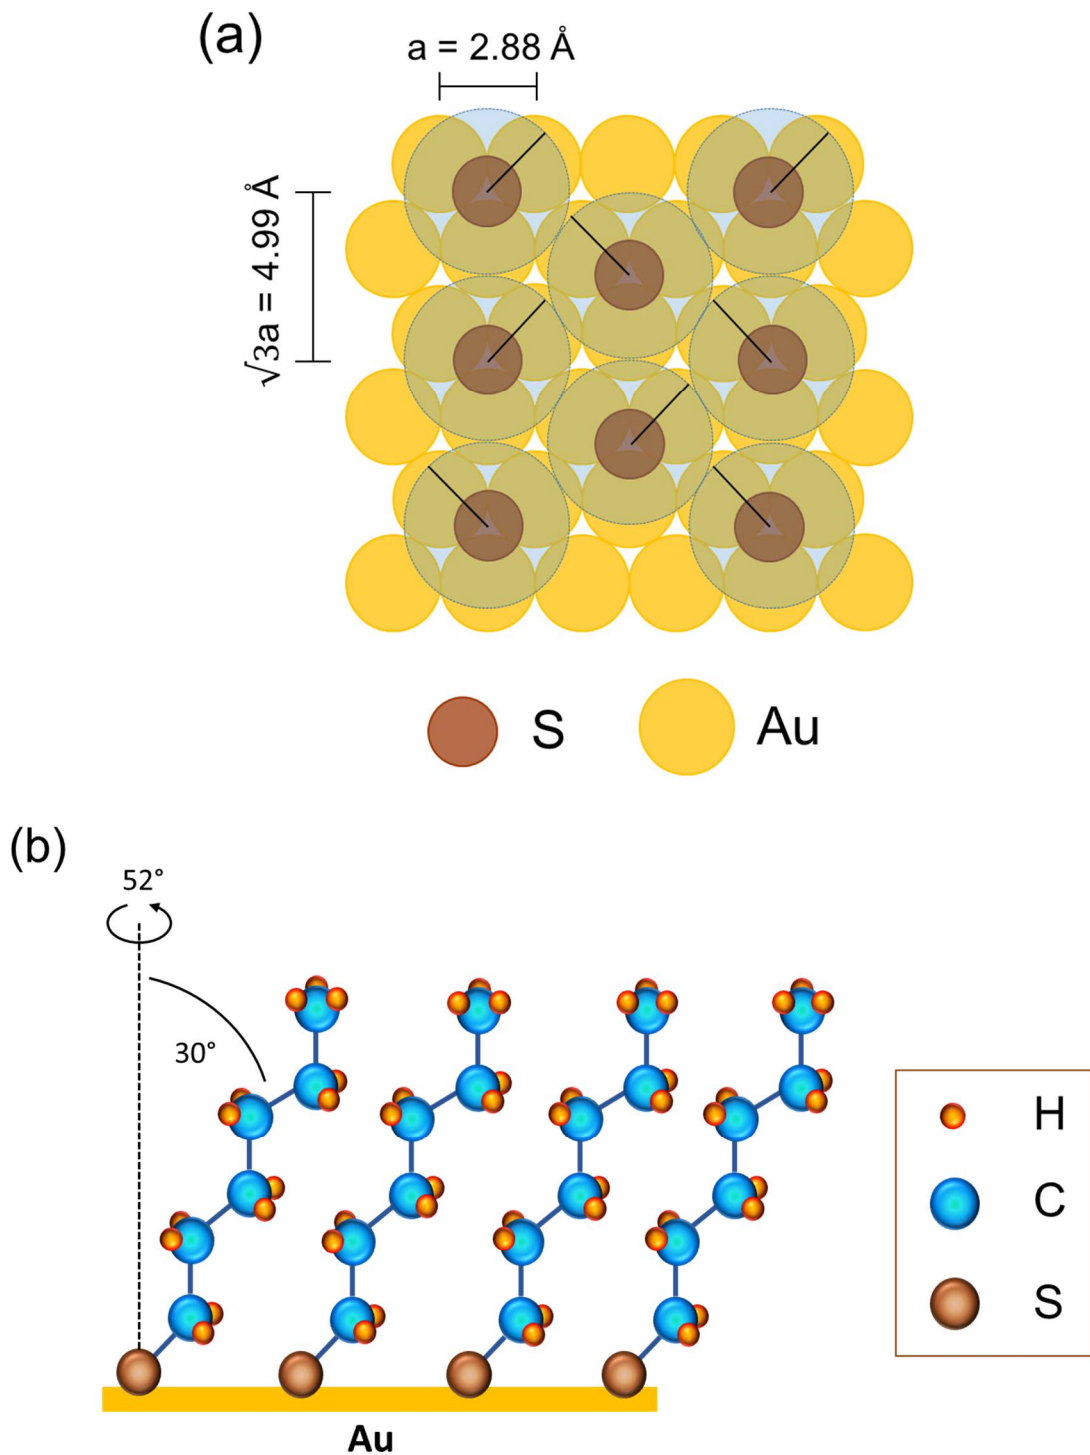 (a)
a = 2.88 Å
√3a = 4.99 Å
S
Au
(b)
52°
30°
H
C
S
Au